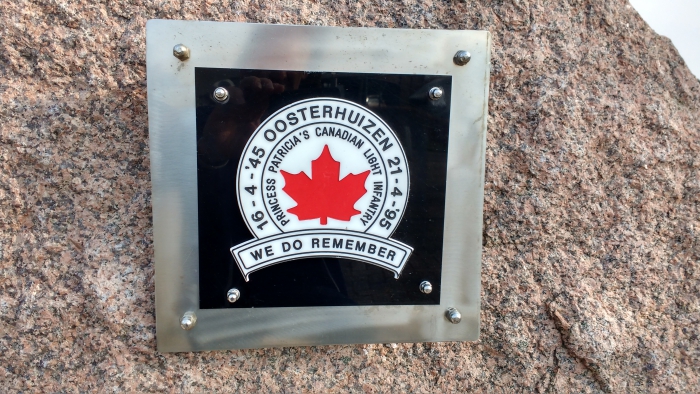 16-4-'45 OOSTERHUIZEN 21-4-'95
PRINCESS PATRICIA'S CANADIAN LIGHT INFANTRY
WE DO REMEMBER